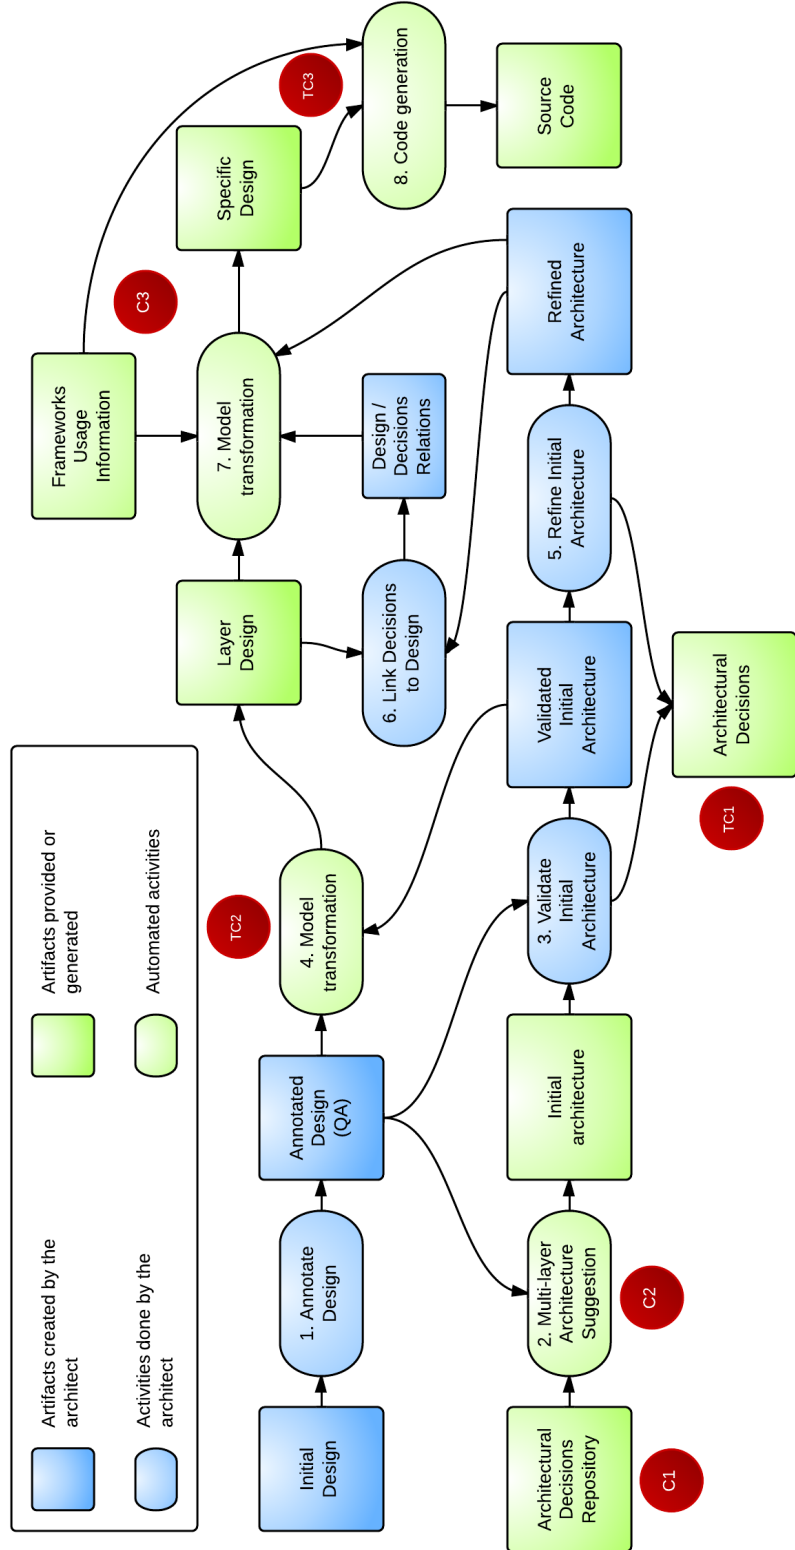 Artifacts created by the
architect
Artifacts provided or
generated
Activities done by the
architect
Automated activities
Initial
Design
1. Annotate
Design
Annotated
Design
(QA)
4. Model
transformation
TC2
Layer
Design
Frameworks
Usage
Information
C3
7. Model
transformation
Specific
Design
TC3
8. Code generation
Source
Code
6. Link Decisions
to Design
Design /
Decisions
Relations
Architectural
Decisions
Repository
C1
2. Multi-layer
Architecture
Suggestion
C2
Initial
architecture
3. Validate
Initial
Architecture
Validated
Initial
Architecture
5. Refine Initial
Architecture
Refined
Architecture
TC1
Architectural
Decisions